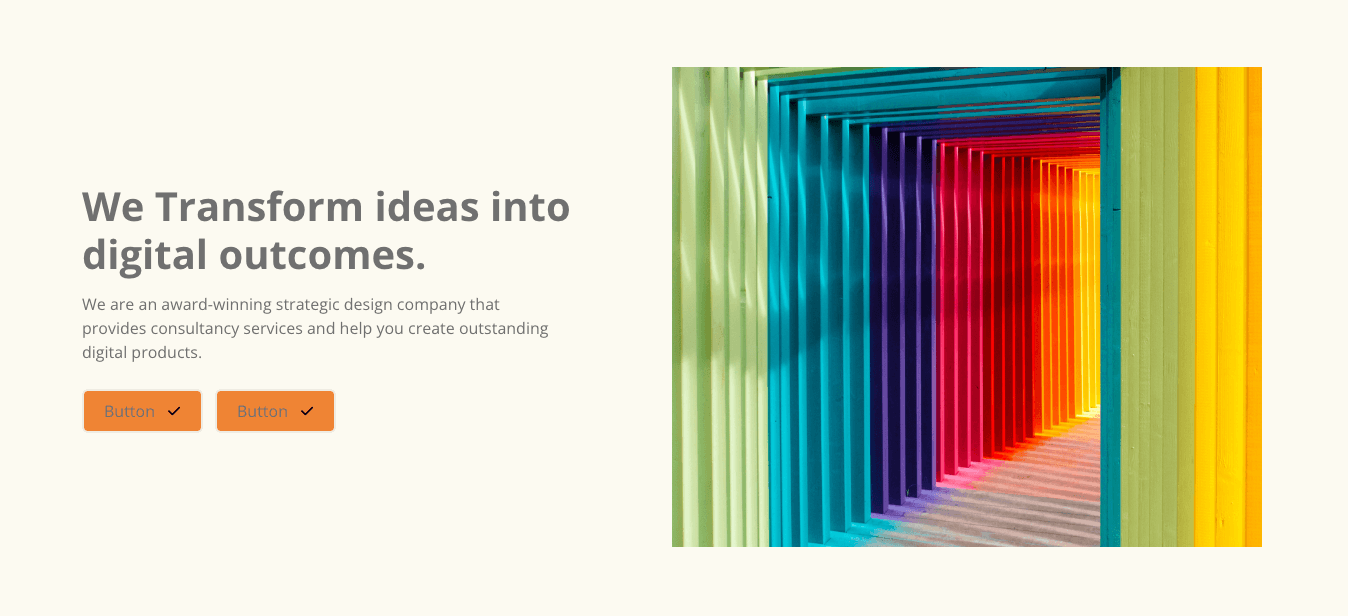 We Transform ideas into
digital outcomes.
We are an award-winning strategic design company that
provides consultancy services and help you create outstanding
digital products.
Button
Button